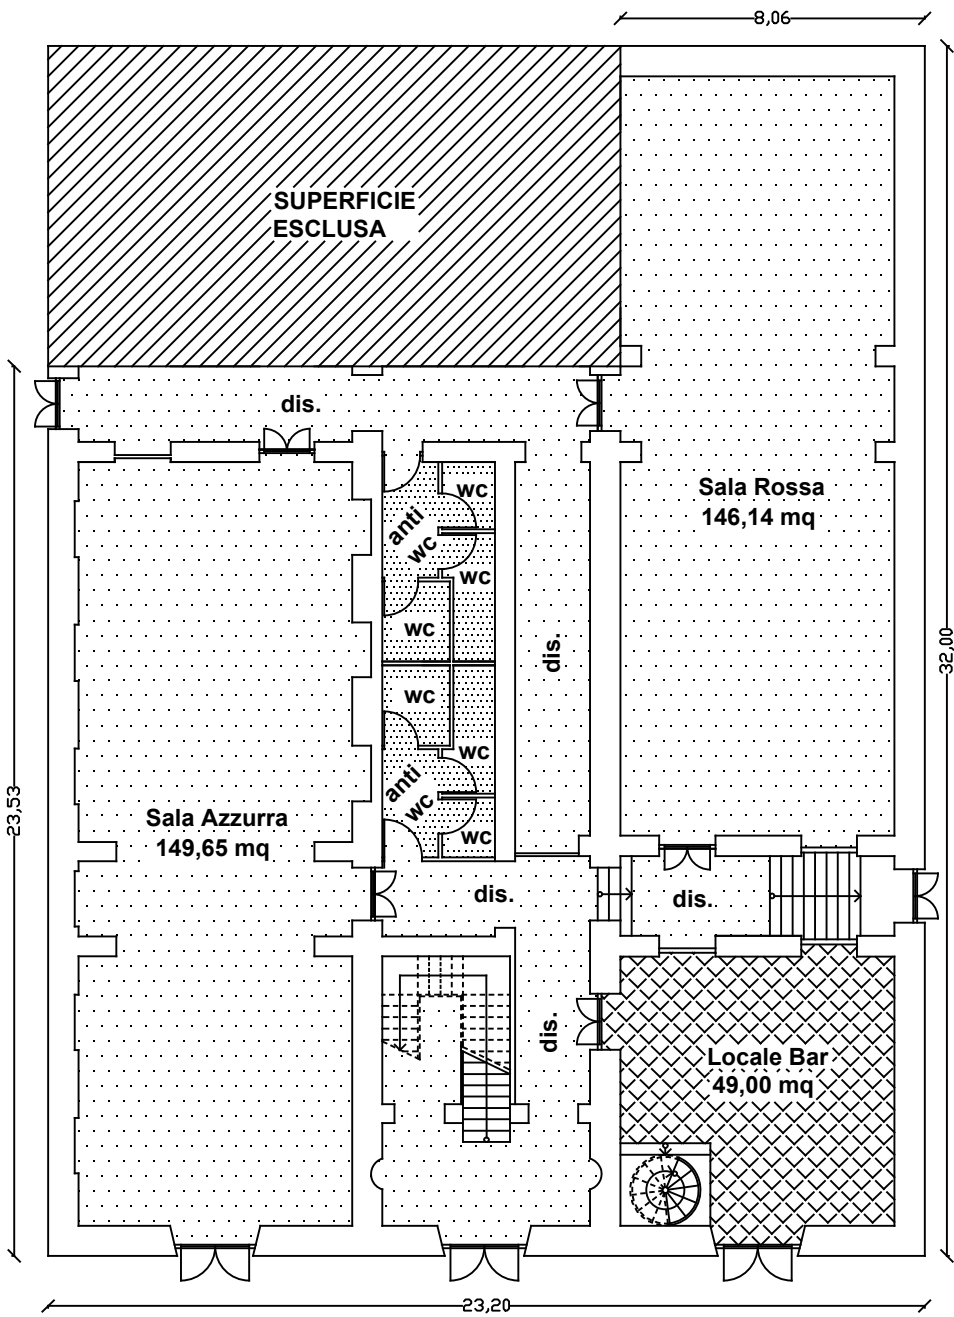 8,06
SUPERFICIE
ESCLUSA
dis.
wc
Sala Rossa
146,14 mq
anti
wc
wc
wc
dis.
32,00
wc
wc
anti
wc
23,53
Sala Azzurra
149,65 mq
wc
dis.
dis.
dis.
Locale Bar
49,00 mq
23,20